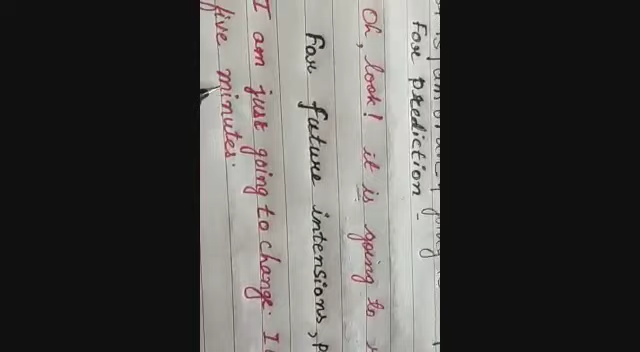 For prediction -
Oh, look! it is going to
For future intensions,
I am just going to change. I
five minutes.